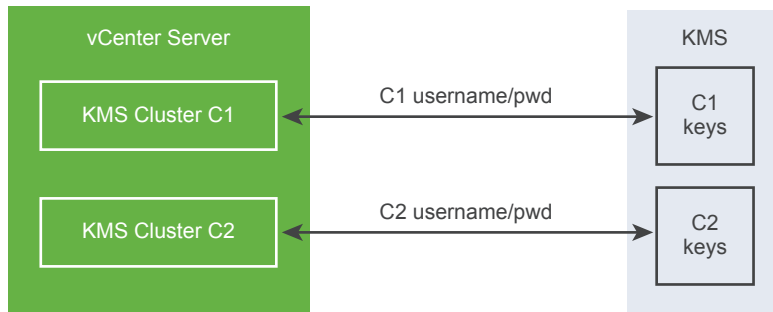 vCenter Server
KMS
KMS Cluster C1
C1 username/pwd
C1
keys
KMS Cluster C2
C2 username/pwd
C2
keys